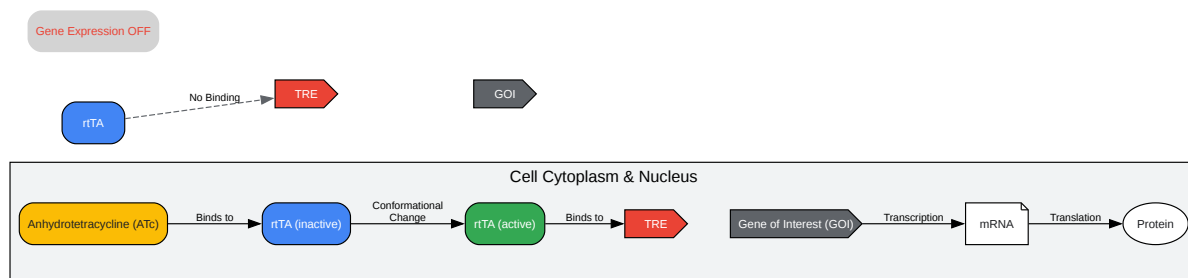 Gene Expression OFF
No Binding
TRE
GOI
rtTA
Cell Cytoplasm & Nucleus
Anhydrotetracycline (ATc)
Binds to
rtTA (inactive)
Conformational
Change
rtTA (active)
Binds to
TRE
Gene of Interest (GOI)
Transcription
mRNA
Translation
Protein